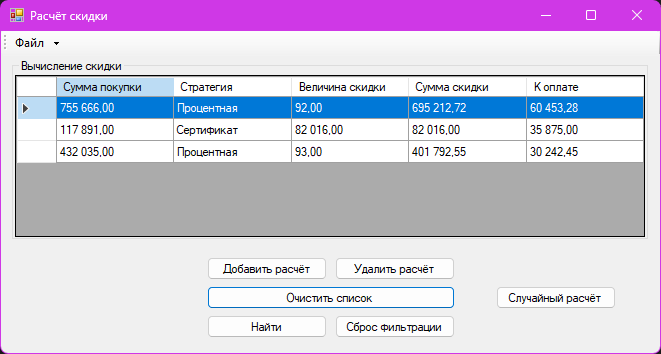 Расчёт скидки
Файл
Вычисление скидки
Сумма покупки Стратегия Величина скидки Сумма скидки К оплате
755 666,00 Процентная 92,00 695 212,72 60 453,28
117 891,00 Сертификат 82 016,00 82 016,00 35 875,00
432 035,00 Процентная 93,00 401 792,55 30 242,45
Добавить расчёт Удалить расчёт
Очистить список Случайный расчёт
Найти Сброс Фильтрации